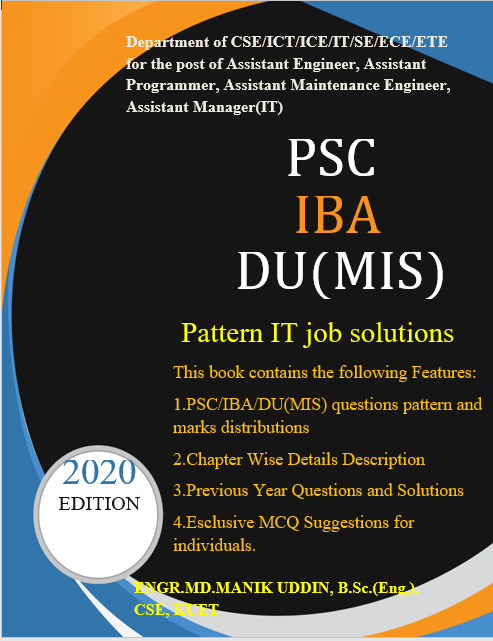 Department of CSE/ICT/ICE/IT/SE/ECE/ETE
for the post of Assistant Engineer, Assistant
Programmer, Assistant Maintenance Engineer,
Assistant Manager(IT)
PSC
IBA
DU(MIS)
Pattern IT job solutions
This book contains the following Features:
1.PSC/IBA/DU(MIS) questions pattern and
marks distributions
2.Chapter Wise Details Description
3.Previous Year Questions and Solutions
4.Esclusive MCQ Suggestions for
individuals.
2020
EDITION
ENGR.MD.MANIK UDDIN, B.Sc.(Eng.),
CSE, KUET